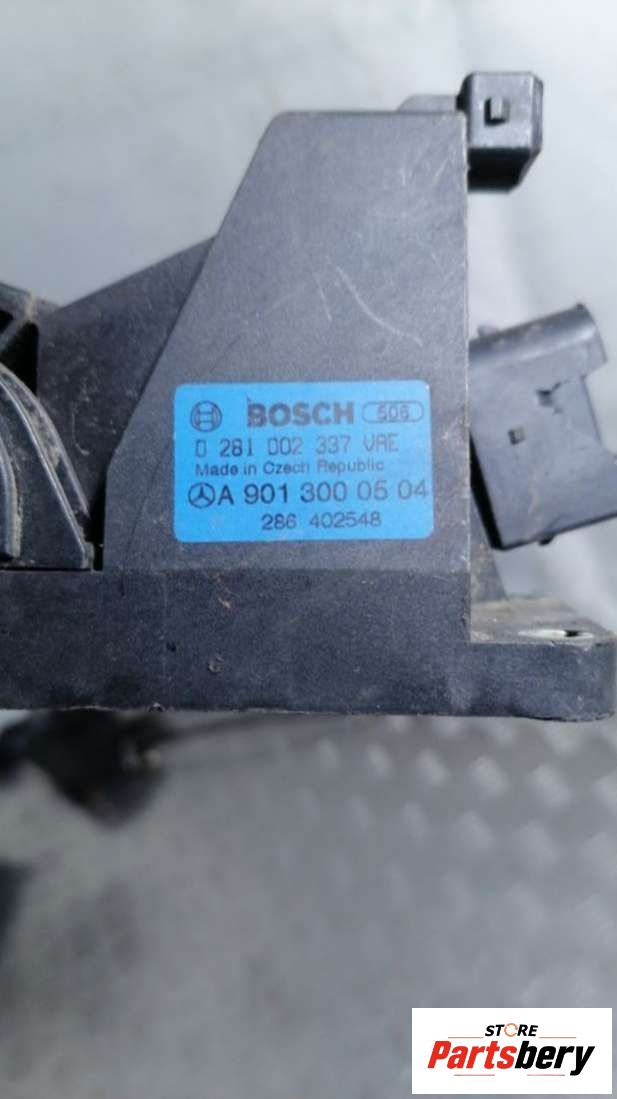 BOSCH 506
0 281 002 337 VAE
Made in Czech Republic
A 901 300 05 04
286 402548
STORE
Partsbery